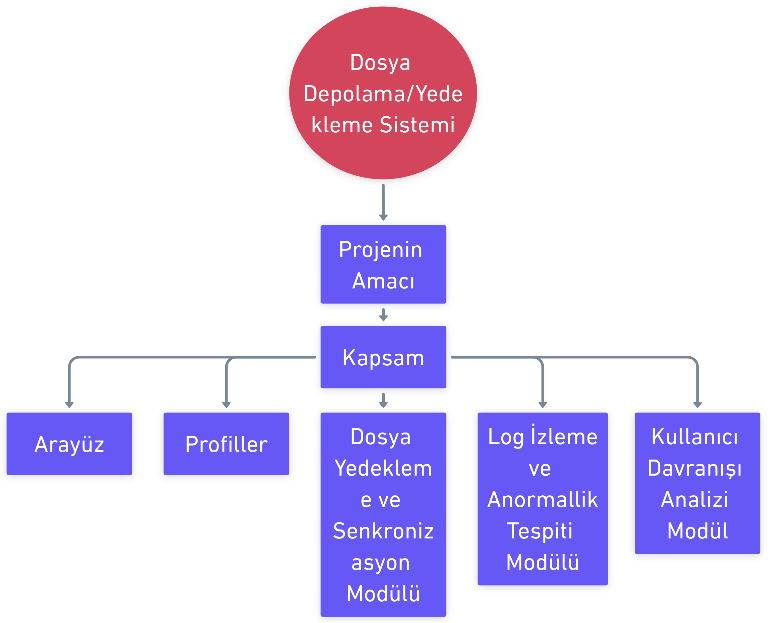 Dosya
Depolama/Yede
kleme Sistemi
Projenin
Amacı
Kapsam
Arayüz
Profiller
Dosya
Yedeklem
e ve
Senkroniz
asyon
Modülü
Log İzleme
ve
Anormallik
Tespiti
Modülü
Kullanıcı
Davranışı
Analizi
Modül